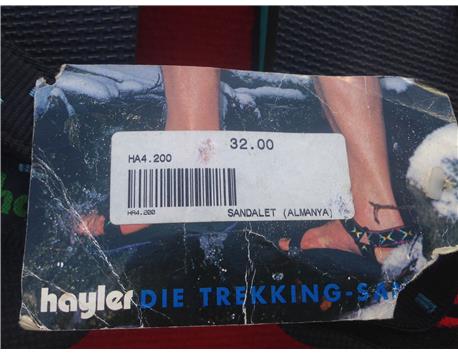 32.00
HA4.200
HA4.200
SANDALET (ALMANYA)
hayler DIE TREKKING-SA